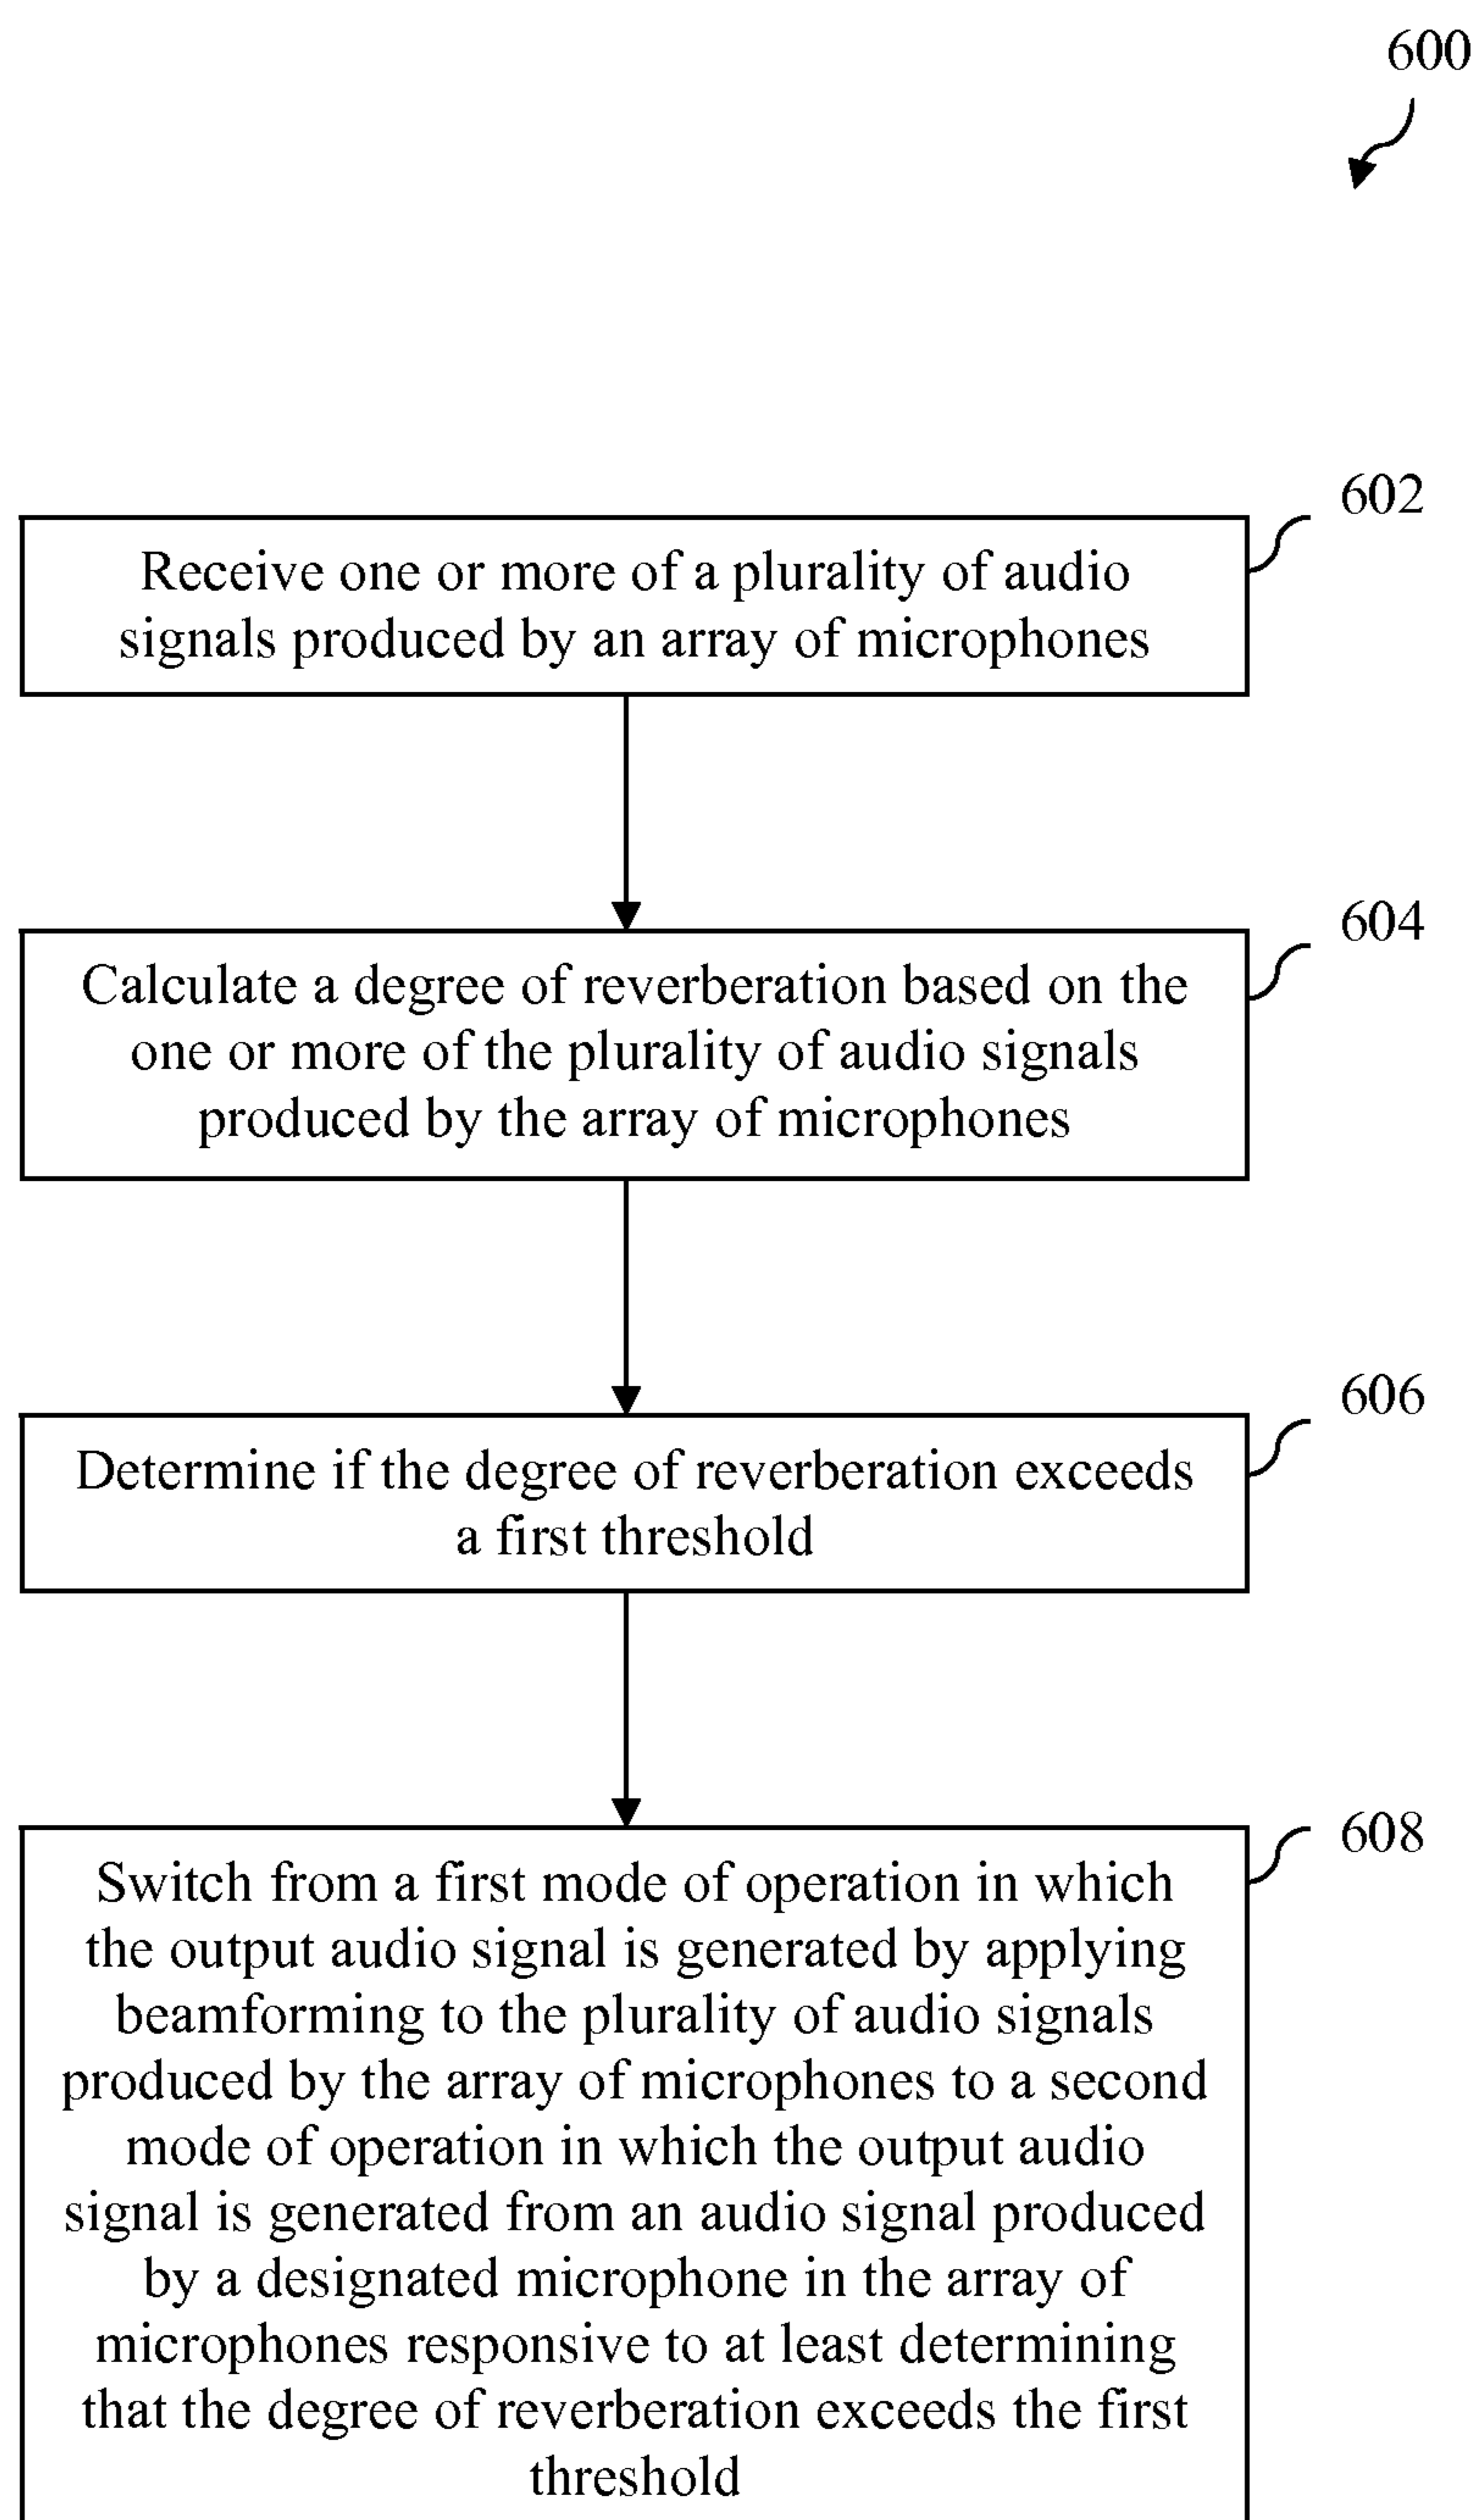 600
602
Receive one or more of a plurality of audio
signals produced by an array of microphones
604
Calculate a degree of reverberation based on the
one or more of the plurality of audio signals
produced by the array of microphones
606
Determine if the degree of reverberation exceeds
a first threshold
608
Switch from a first mode of operation in which
the output audio signal is generated by applying
beamforming to the plurality of audio signals
produced by the array of microphones to a second
mode of operation in which the output audio
signal is generated from an audio signal produced
by a designated microphone in the array of
microphones responsive to at least determining
that the degree of reverberation exceeds the first
threshold